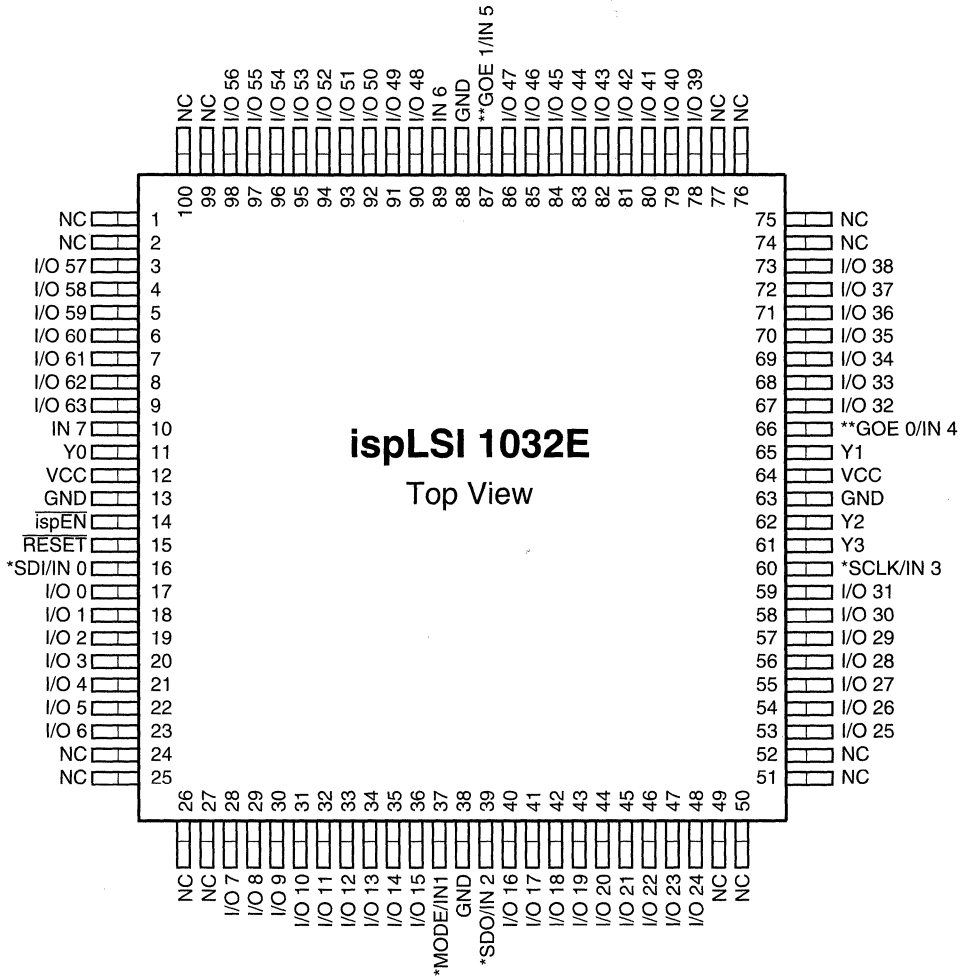 NC NC I/O 56 I/O 55 I/O 54 I/O 53 I/O 52 I/O 51 I/O 50 I/O 49 I/O 48 IN 6 GND **GOE 1/IN 5 I/O 47 I/O 46 I/O 45 I/O 44 I/O 43 I/O 42 I/O 41 I/O 40 I/O 39 NC NC
100 99 98 97 96 95 94 93 92 91 90 89 88 87 86 85 84 83 82 81 80 79 78 77 76
NC 1 75 NC
NC 2 74 NC
I/O 57 3 73 I/O 38
I/O 58 4 72 I/O 37
I/O 59 5 71 I/O 36
I/O 60 6 70 I/O 35
I/O 61 7 69 I/O 34
I/O 62 8 68 I/O 33
I/O 63 9 67 I/O 32
IN 7 10 66 **GOE 0/IN 4
Y0 11 65 Y1
VCC 12 64 VCC
GND 13 63 GND
ispEN 14 62 Y2
RESET 15 61 Y3
*SDI/IN 0 16 60 *SCLK/IN 3
I/O 0 17 59 I/O 31
I/O 1 18 58 I/O 30
I/O 2 19 57 I/O 29
I/O 3 20 56 I/O 28
I/O 4 21 55 I/O 27
I/O 5 22 54 I/O 26
I/O 6 23 53 I/O 25
NC 24 52 NC
NC 25 51 NC
ispLSI 1032E
Top View
26 27 28 29 30 31 32 33 34 35 36 37 38 39 40 41 42 43 44 45 46 47 48 49 50
NC NC I/O 7 I/O 8 I/O 9 I/O 10 I/O 11 I/O 12 I/O 13 I/O 14 I/O 15 *MODE/IN1 GND *SDO/IN 2 I/O 16 I/O 17 I/O 18 I/O 19 I/O 20 I/O 21 I/O 22 I/O 23 I/O 24 NC NC